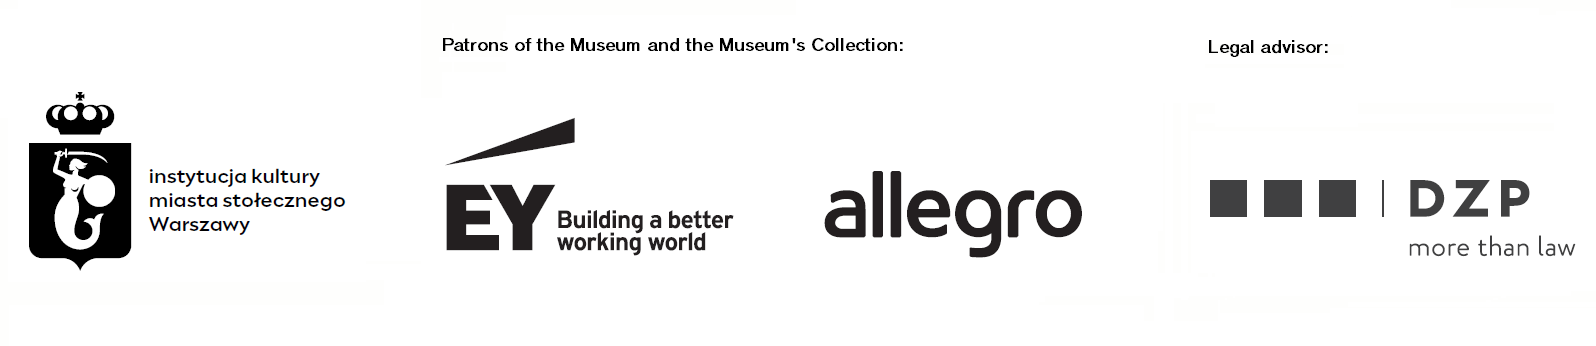 Patrons of the Museum and the Museum's Collection:
Legal advisor:
instytucja kultury
miasta stołecznego
Warszawy
EY
Building a better
working world
allegro
DZP
more than law